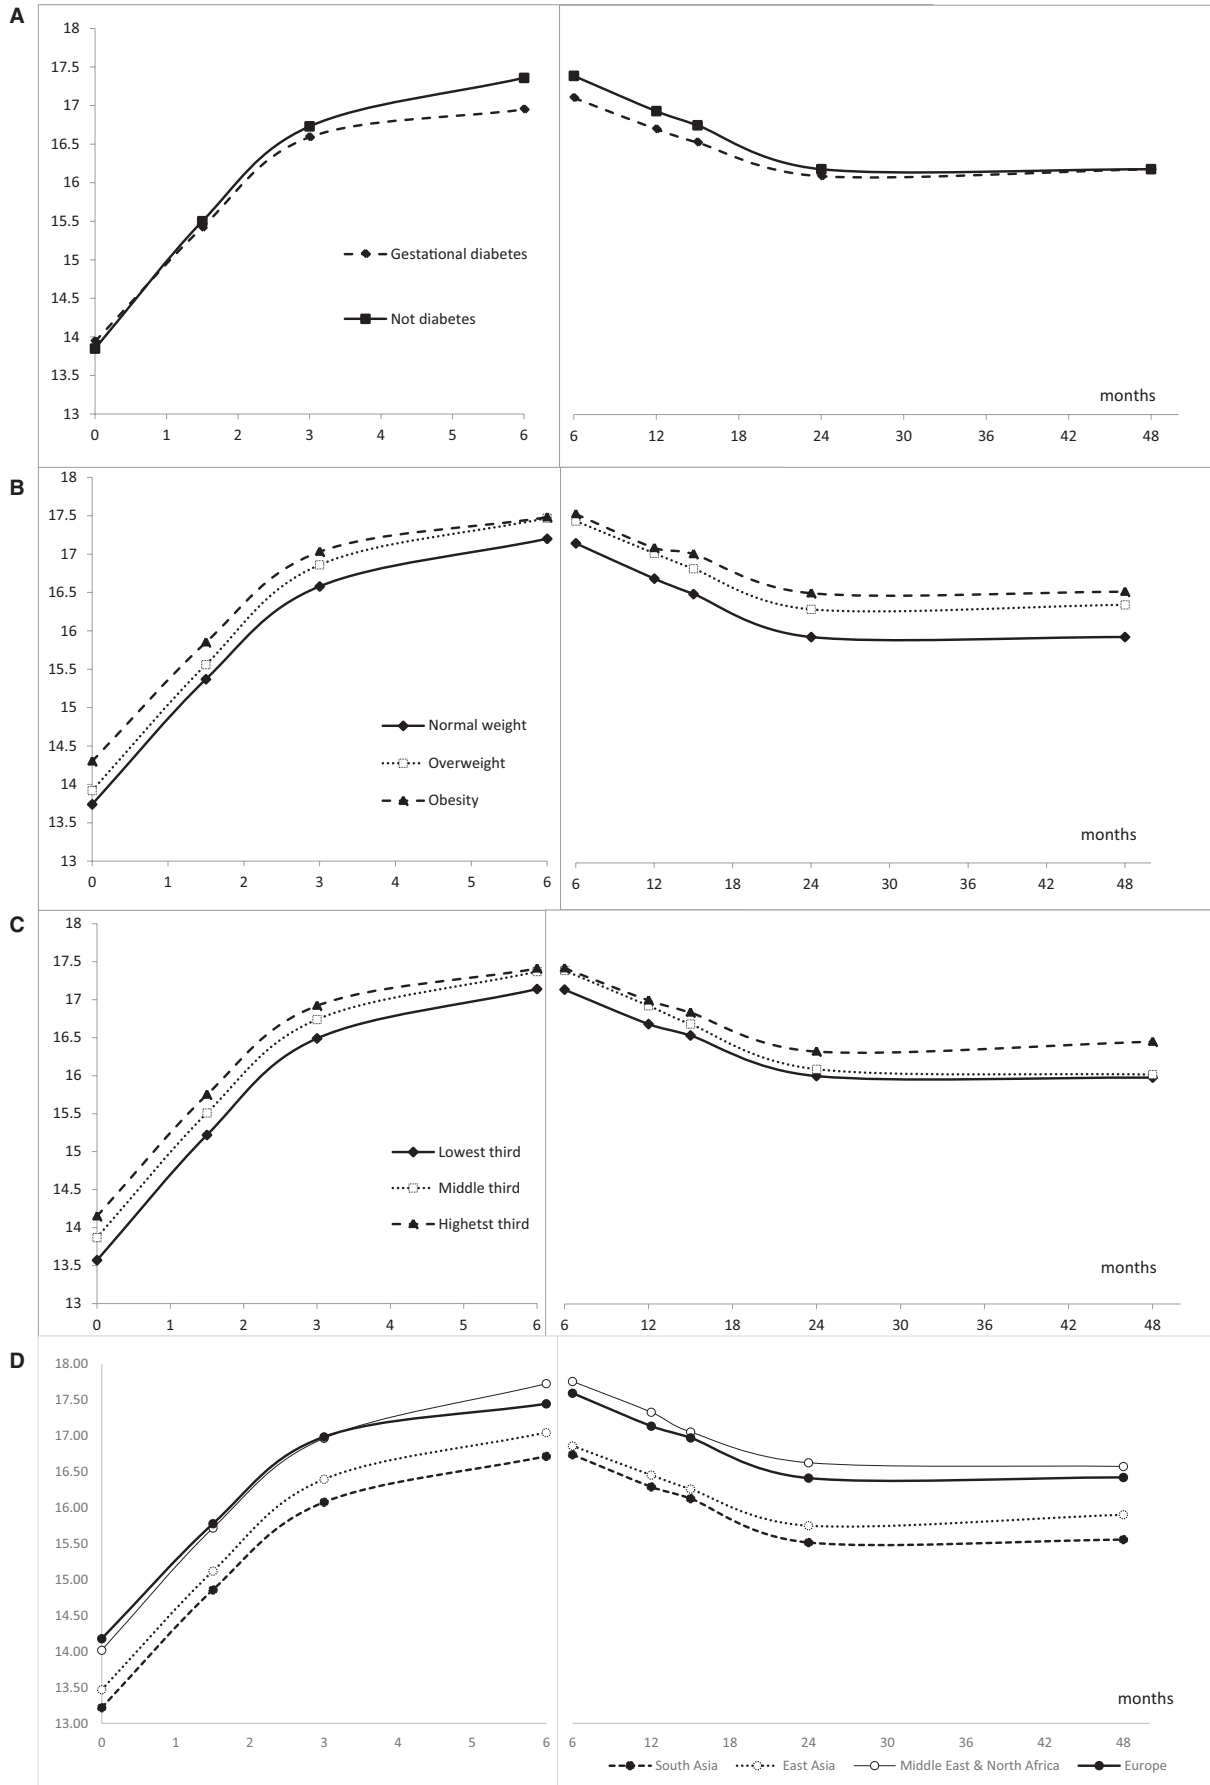 A
18
17.5
17
16.5
16
15.5
15
14.5
14
13.5
13
Gestational diabetes
Not diabetes
months
0 1 2 3 4 5 6 6 12 18 24 30 36 42 48
B
18
17.5
17
16.5
16
15.5
15
14.5
14
13.5
13
Normal weight
Overweight
Obesity
months
0 1 2 3 4 5 6 6 12 18 24 30 36 42 48
C
18
17.5
17
16.5
16
15.5
15
14.5
14
13.5
13
Lowest third
Middle third
Highetst third
months
0 1 2 3 4 5 6 6 12 18 24 30 36 42 48
D
18.00
17.50
17.00
16.50
16.00
15.50
15.00
14.50
14.00
13.50
13.00
months
0 1 2 3 4 5 6 6 12 18 24 30 36 42 48
South Asia East Asia Middle East & North Africa Europe